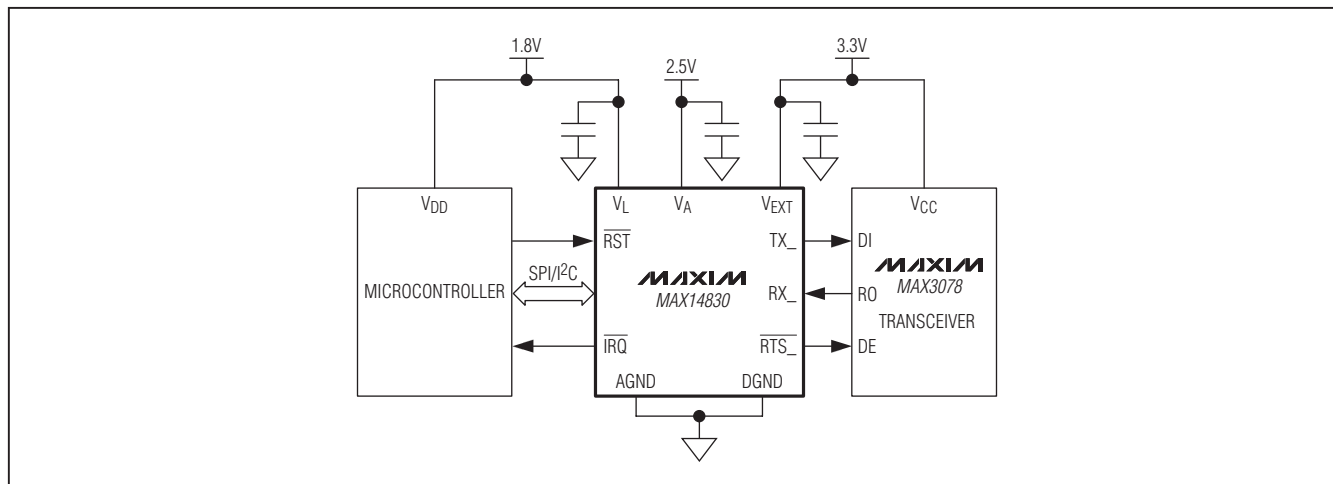 1.8V
2.5V
3.3V
VDD
VL
VA
VEXT
VCC
RST
TX_
DI
SPI/I²C
MAXIM
MAX14830
MAXIM
MAX3078
MICROCONTROLLER
RX_
RO
TRANSCEIVER
IRQ
RTS_
DE
AGND
DGND